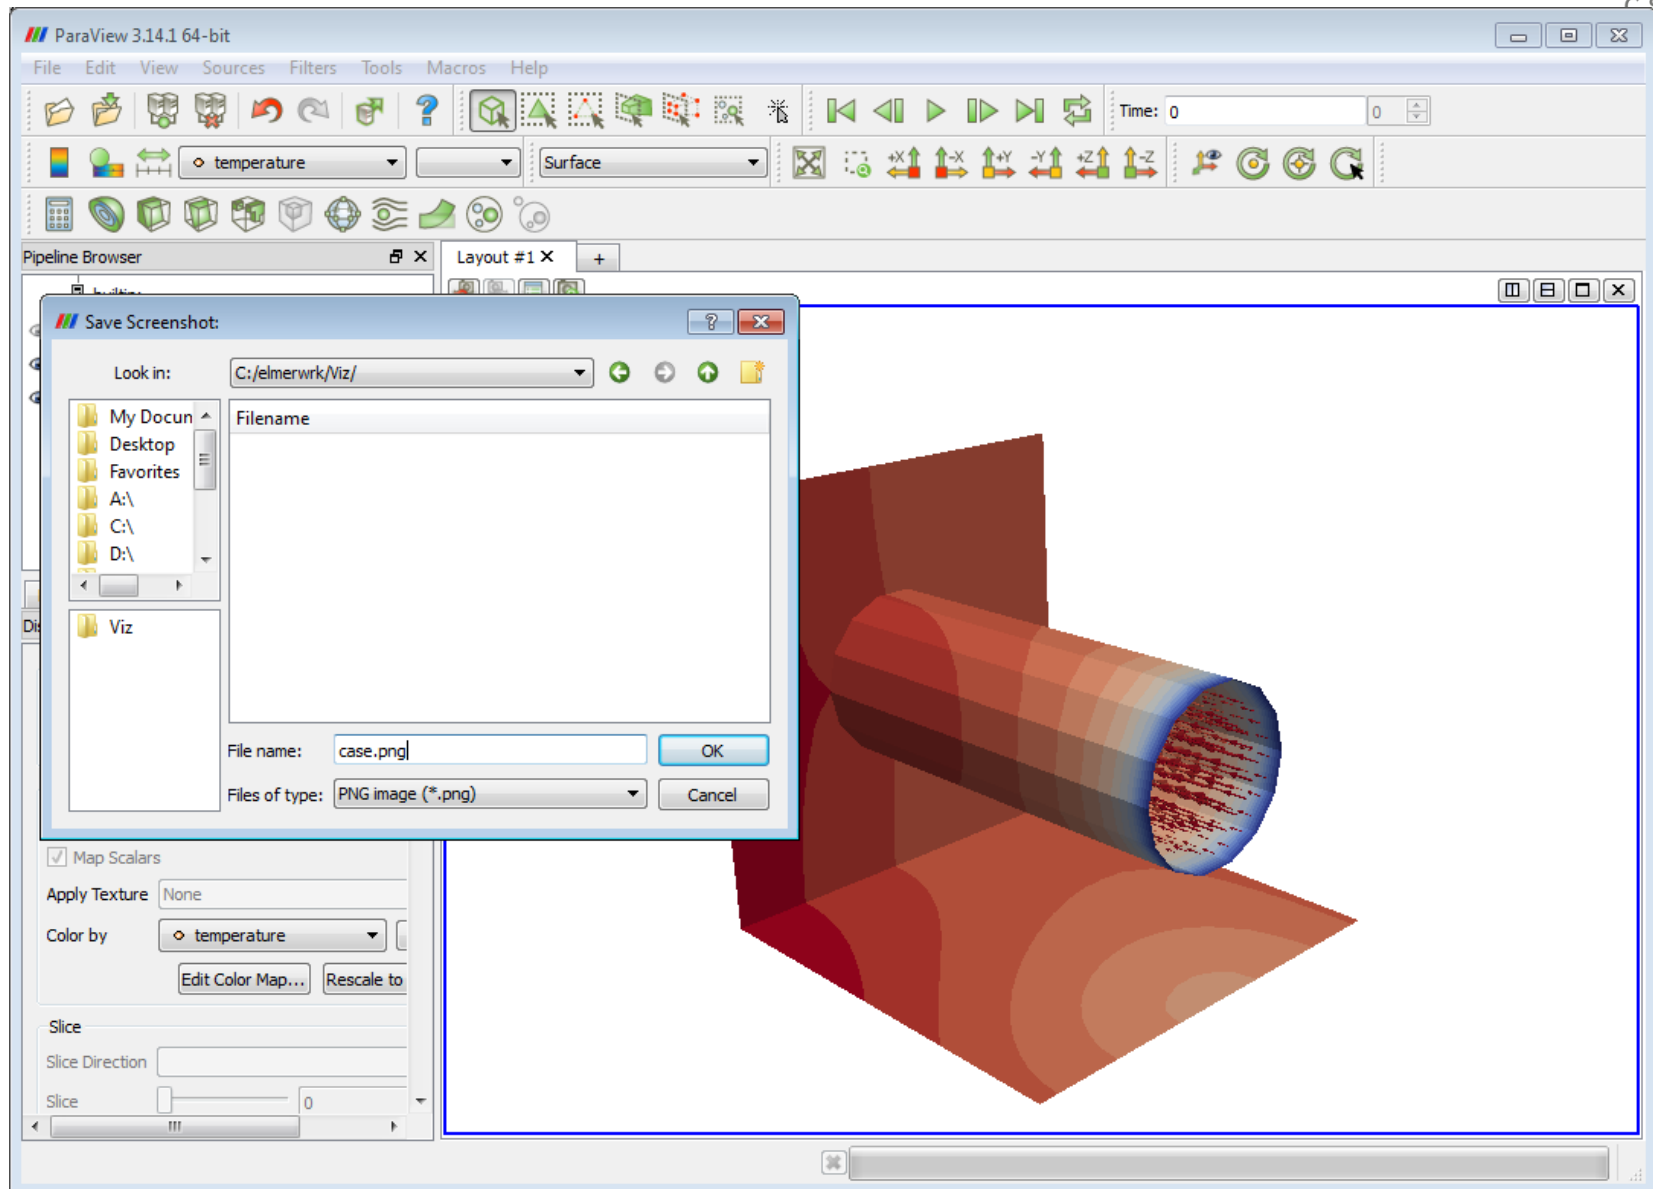 ParaView 3.14.1 64-bit
File Edit View Sources Filters Tools Macros Help
Time: 0 0
temperature Surface
+X -X +Y -Y +Z -Z
Pipeline Browser
Layout #1 +
builtin:
Save Screenshot:
Look in: C:/elmerwrk/Viz/
My Docun
Desktop
Favorites
A:\
C:\
D:\
Filename
Viz
File name: case.png OK
Files of type: PNG image (*.png) Cancel
Map Scalars
Apply Texture None
Color by temperature
Edit Color Map... Rescale to
Slice
Slice Direction
Slice 0